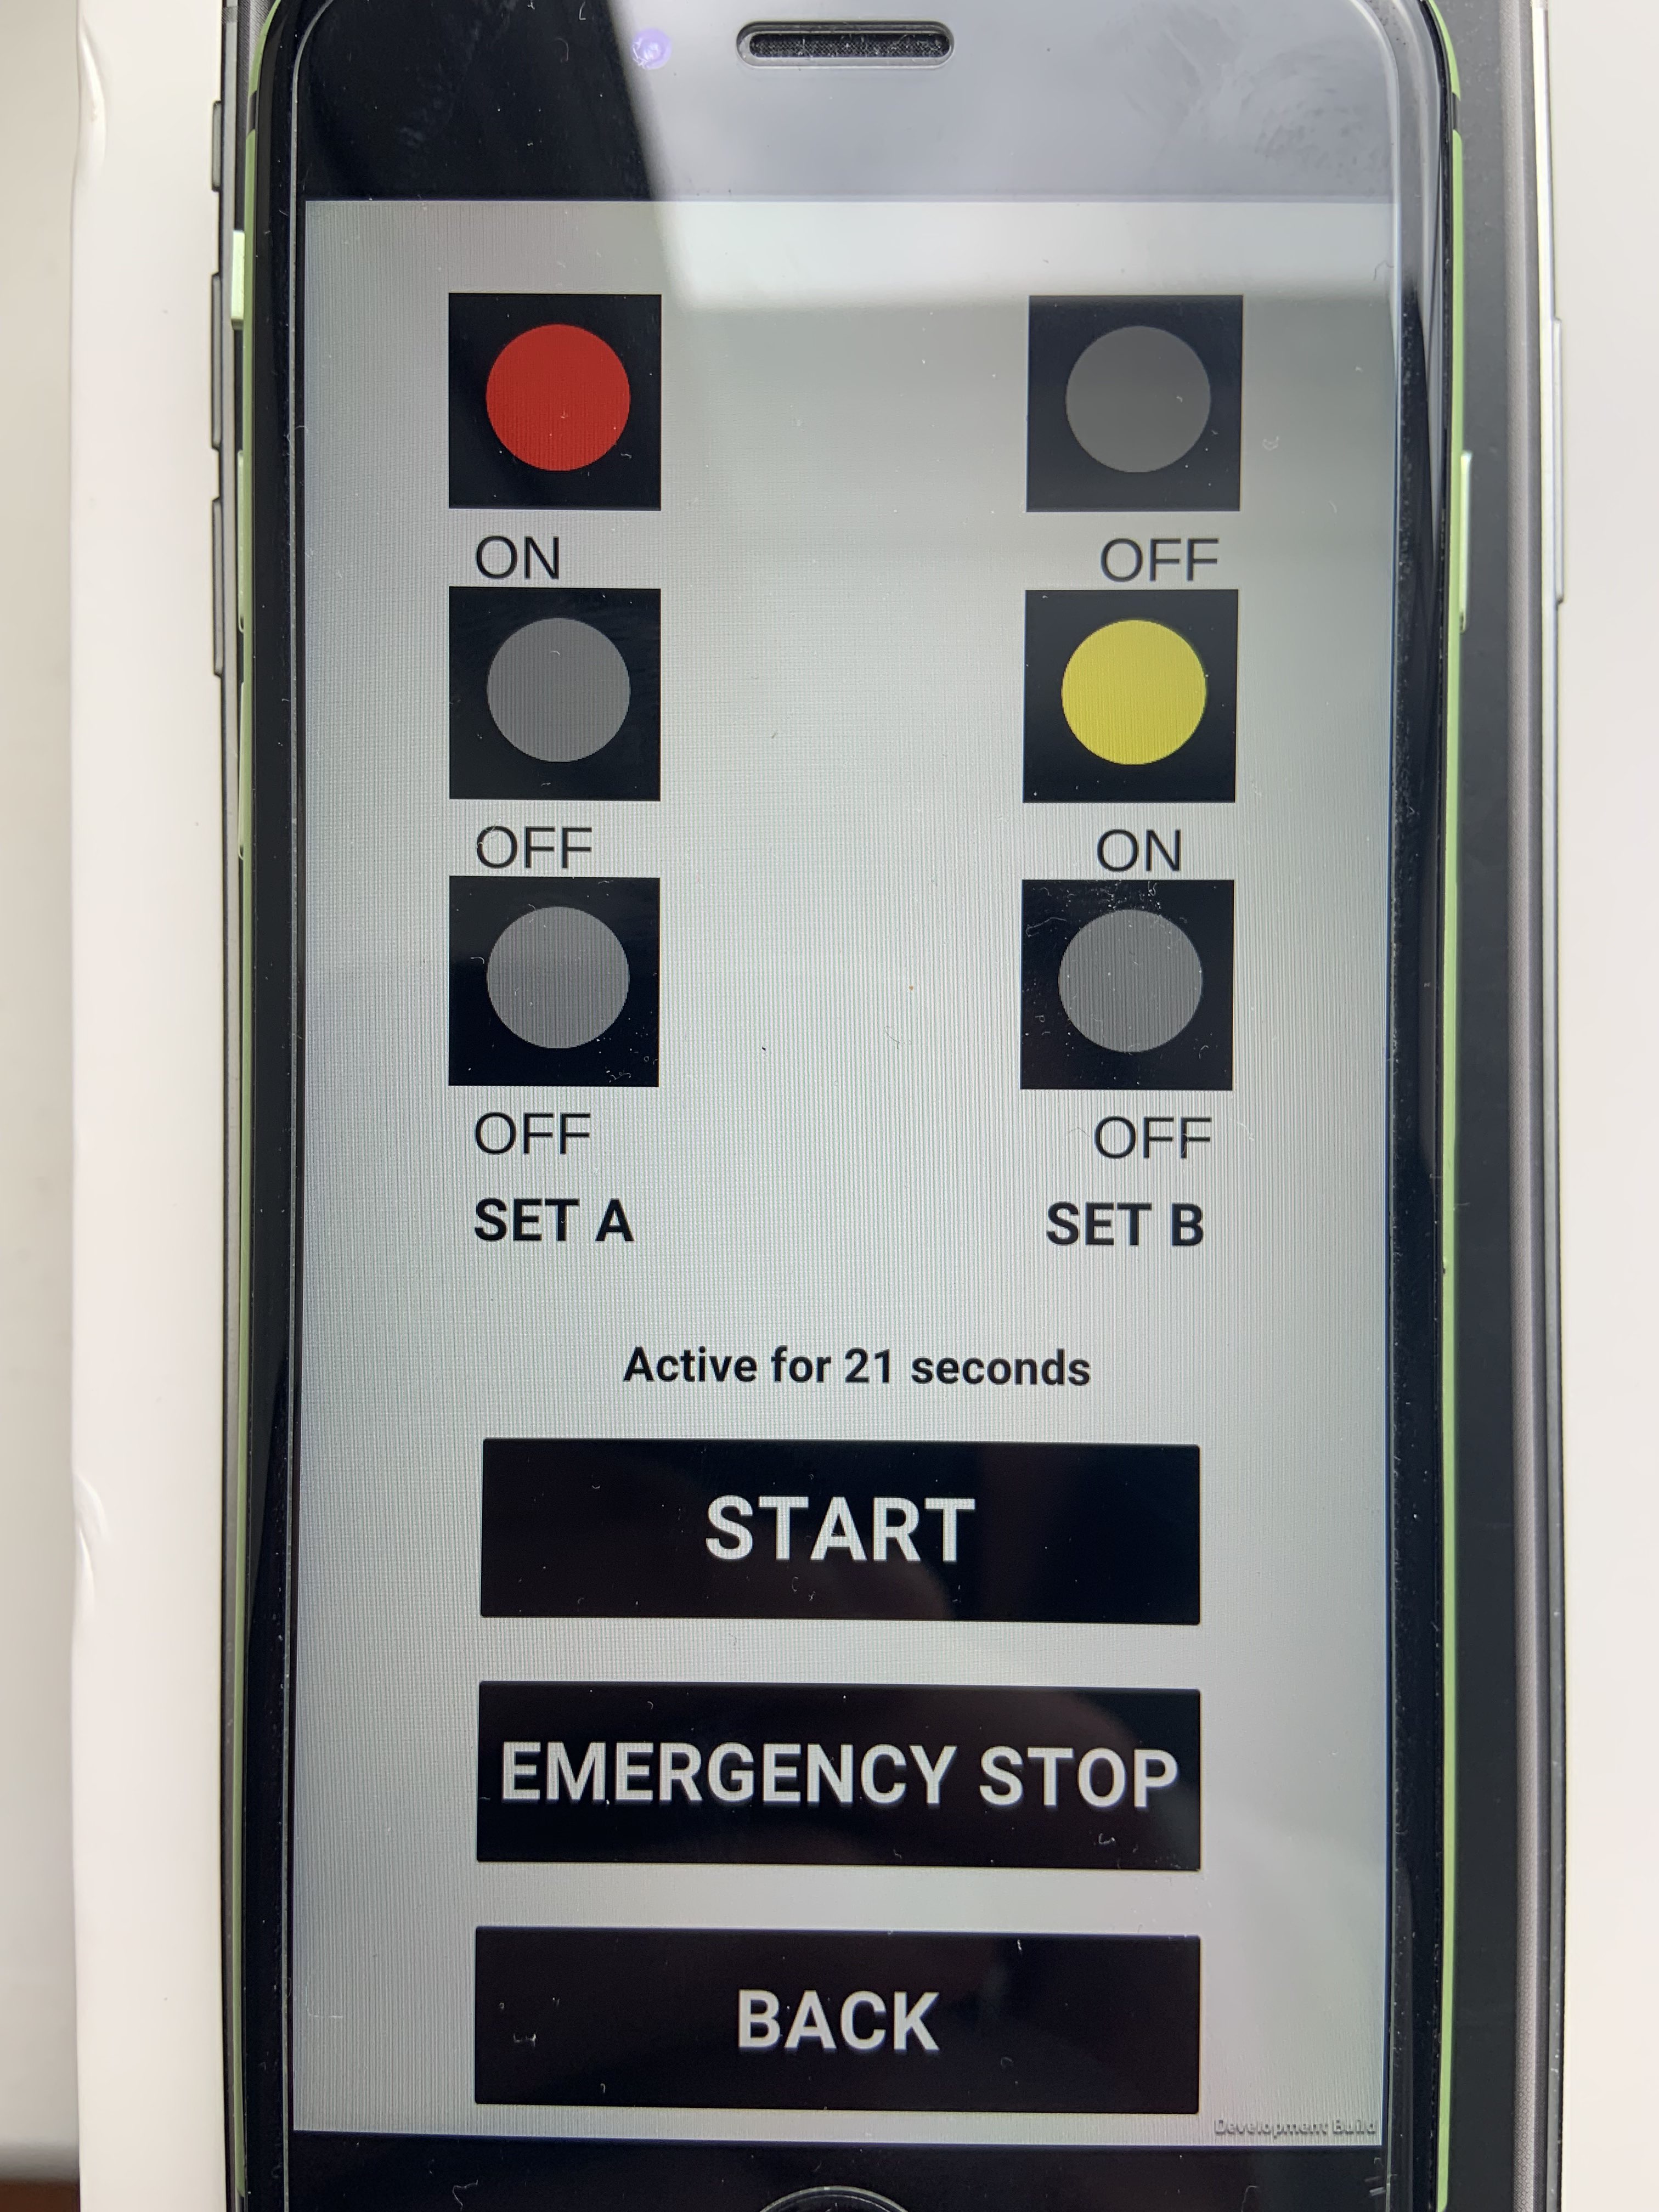 ON OFF
OFF ON
OFF OFF
SET A SET B
Active for 21 seconds
START
EMERGENCY STOP
BACK
Development Build